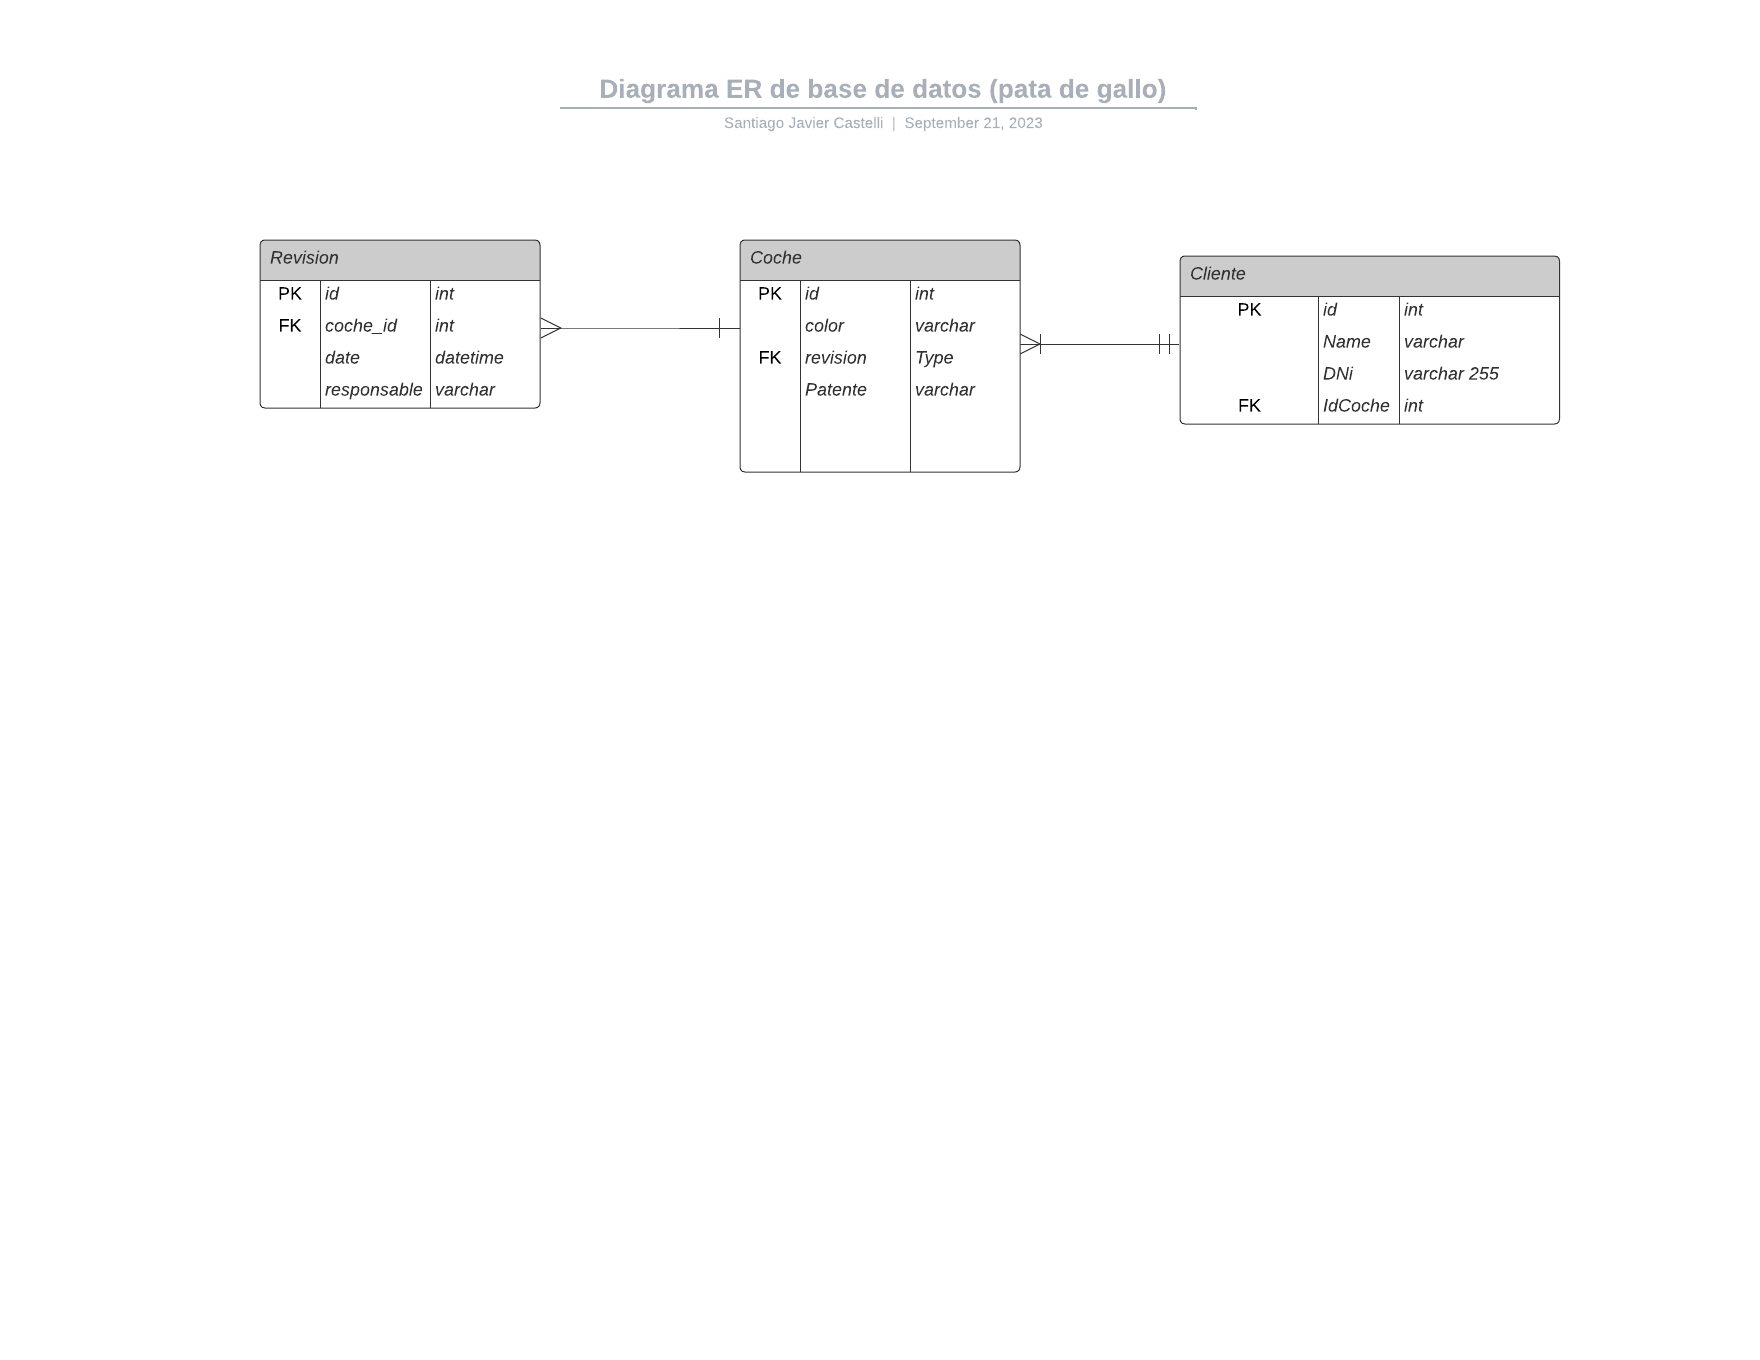 Diagrama ER de base de datos (pata de gallo)
Santiago Javier Castelli | September 21, 2023
Revision
PK id int
FK coche_id int
date datetime
responsable varchar
Coche
PK id int
color varchar
FK revision Type
Patente varchar
Cliente
PK id int
Name varchar
DNi varchar 255
FK IdCoche int